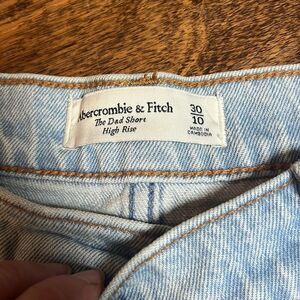 Abercrombie & Fitch
The Dad Short
High Rise
30
10
MADE IN
CAMBODIA